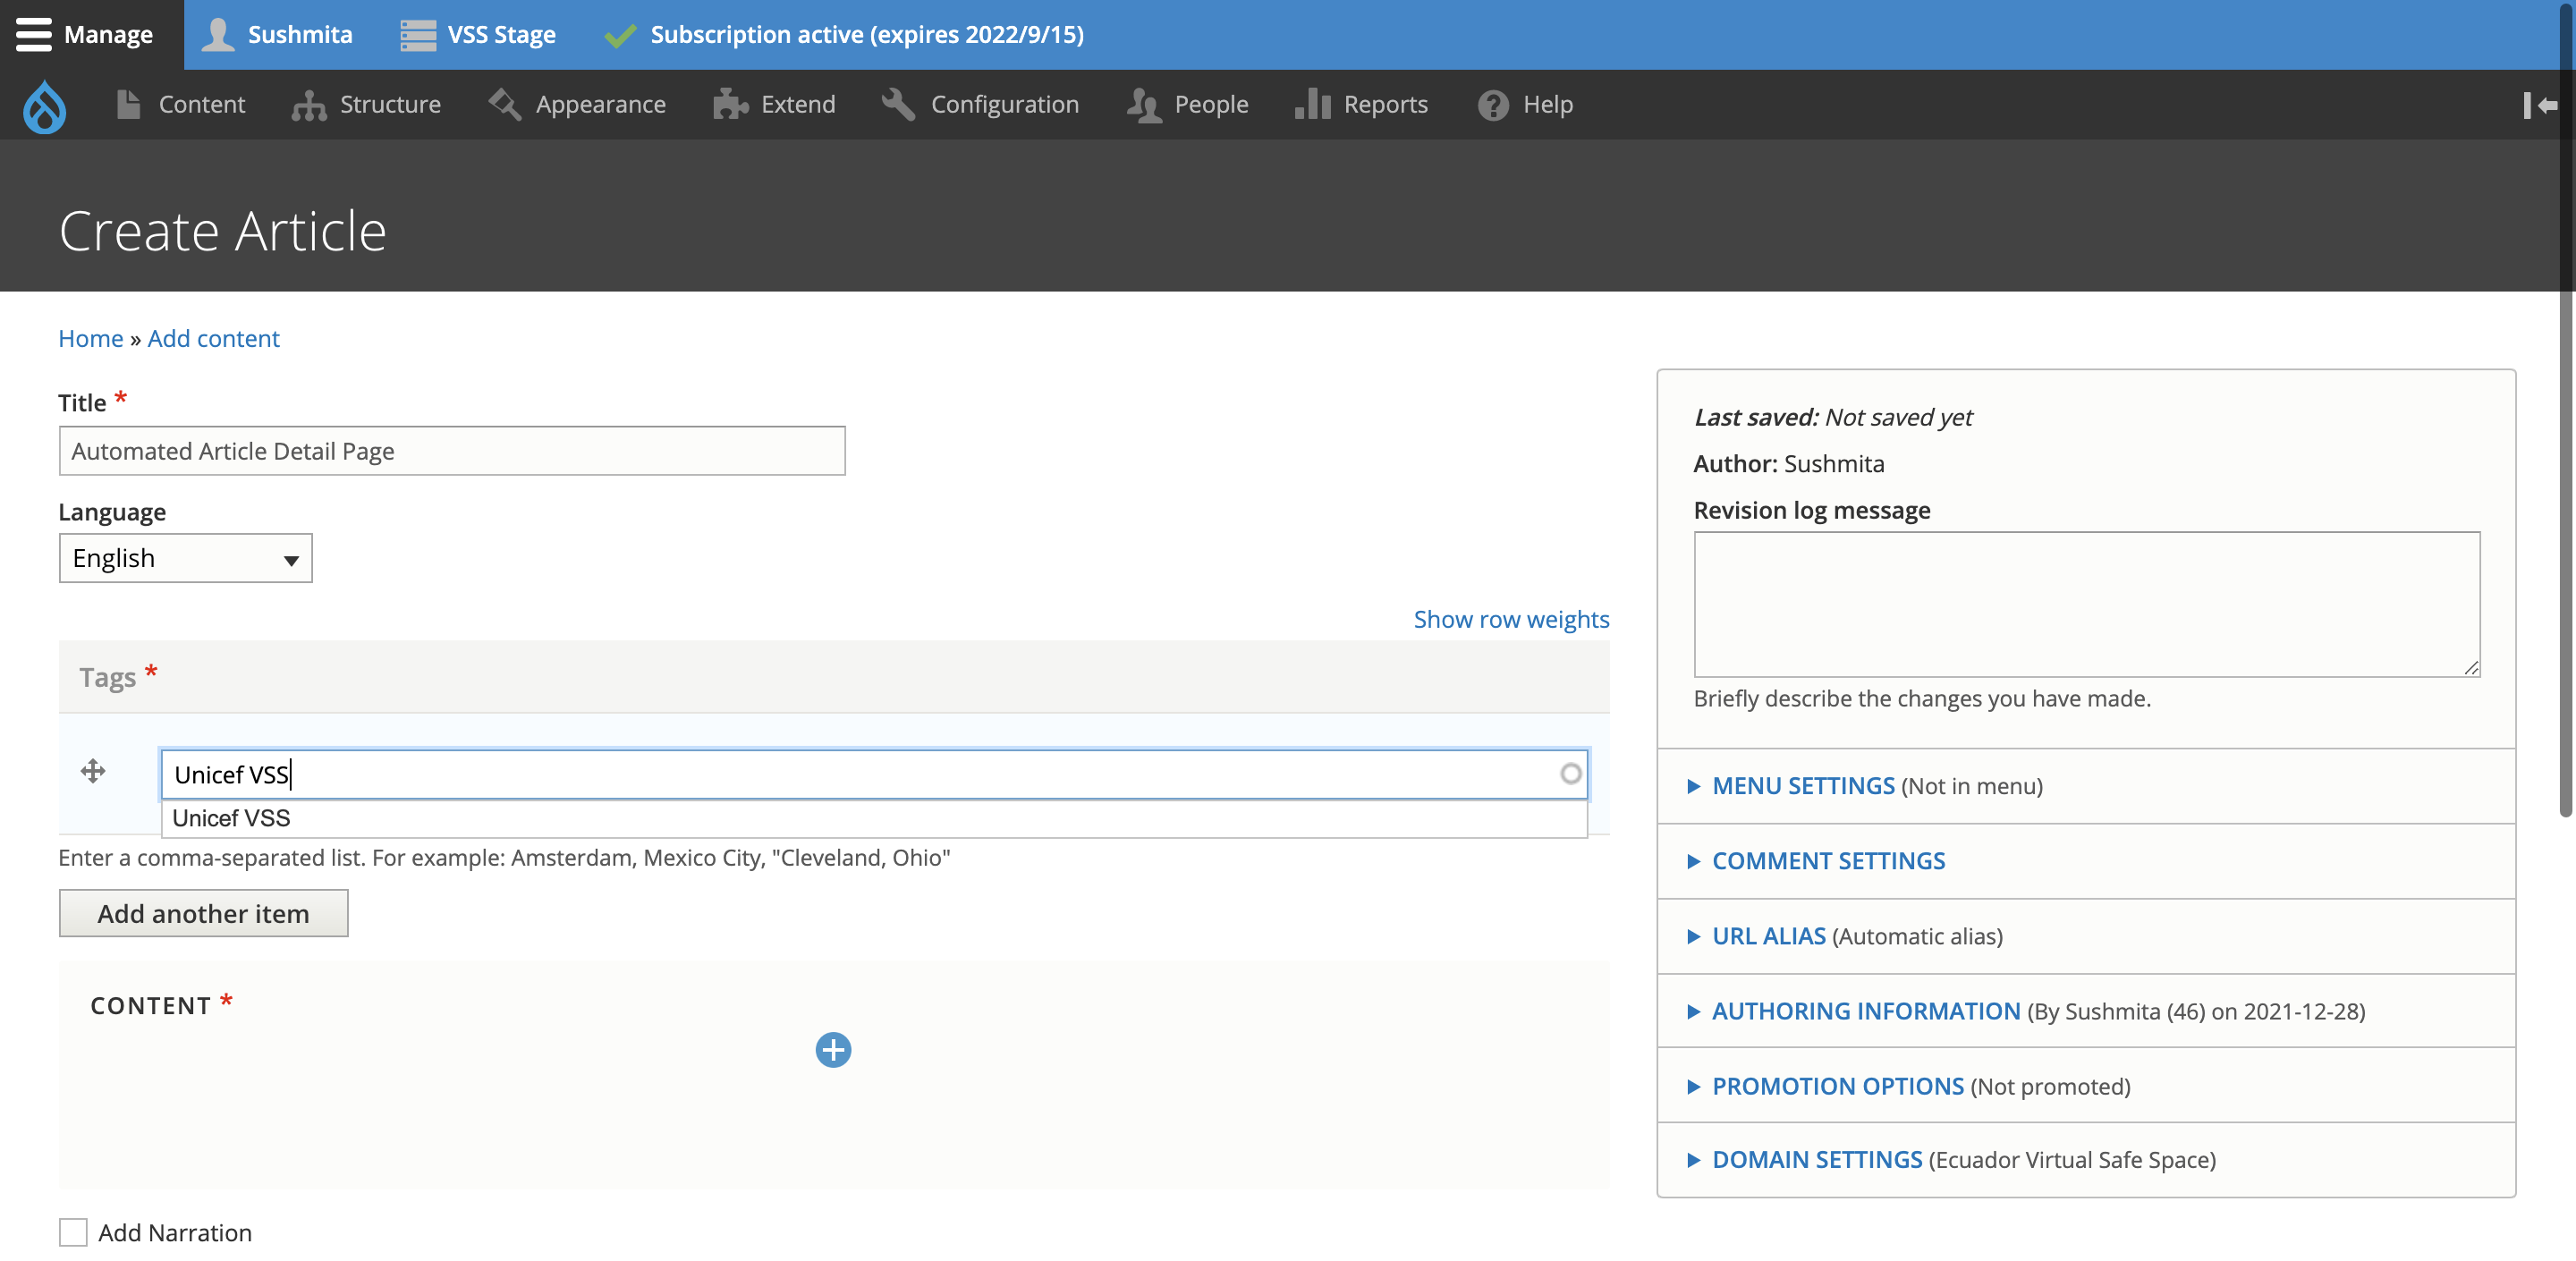 Manage Sushmita VSS Stage Subscription active (expires 2022/9/15)
Content Structure Appearance Extend Configuration People Reports Help
Create Article
Home » Add content
Title *
Automated Article Detail Page
Language
English
Show row weights
Tags *
Unicef VSS
Unicef VSS
Enter a comma-separated list. For example: Amsterdam, Mexico City, "Cleveland, Ohio"
Add another item
CONTENT *
Add Narration
Last saved: Not saved yet
Author: Sushmita
Revision log message
Briefly describe the changes you have made.
MENU SETTINGS (Not in menu)
COMMENT SETTINGS
URL ALIAS (Automatic alias)
AUTHORING INFORMATION (By Sushmita (46) on 2021-12-28)
PROMOTION OPTIONS (Not promoted)
DOMAIN SETTINGS (Ecuador Virtual Safe Space)